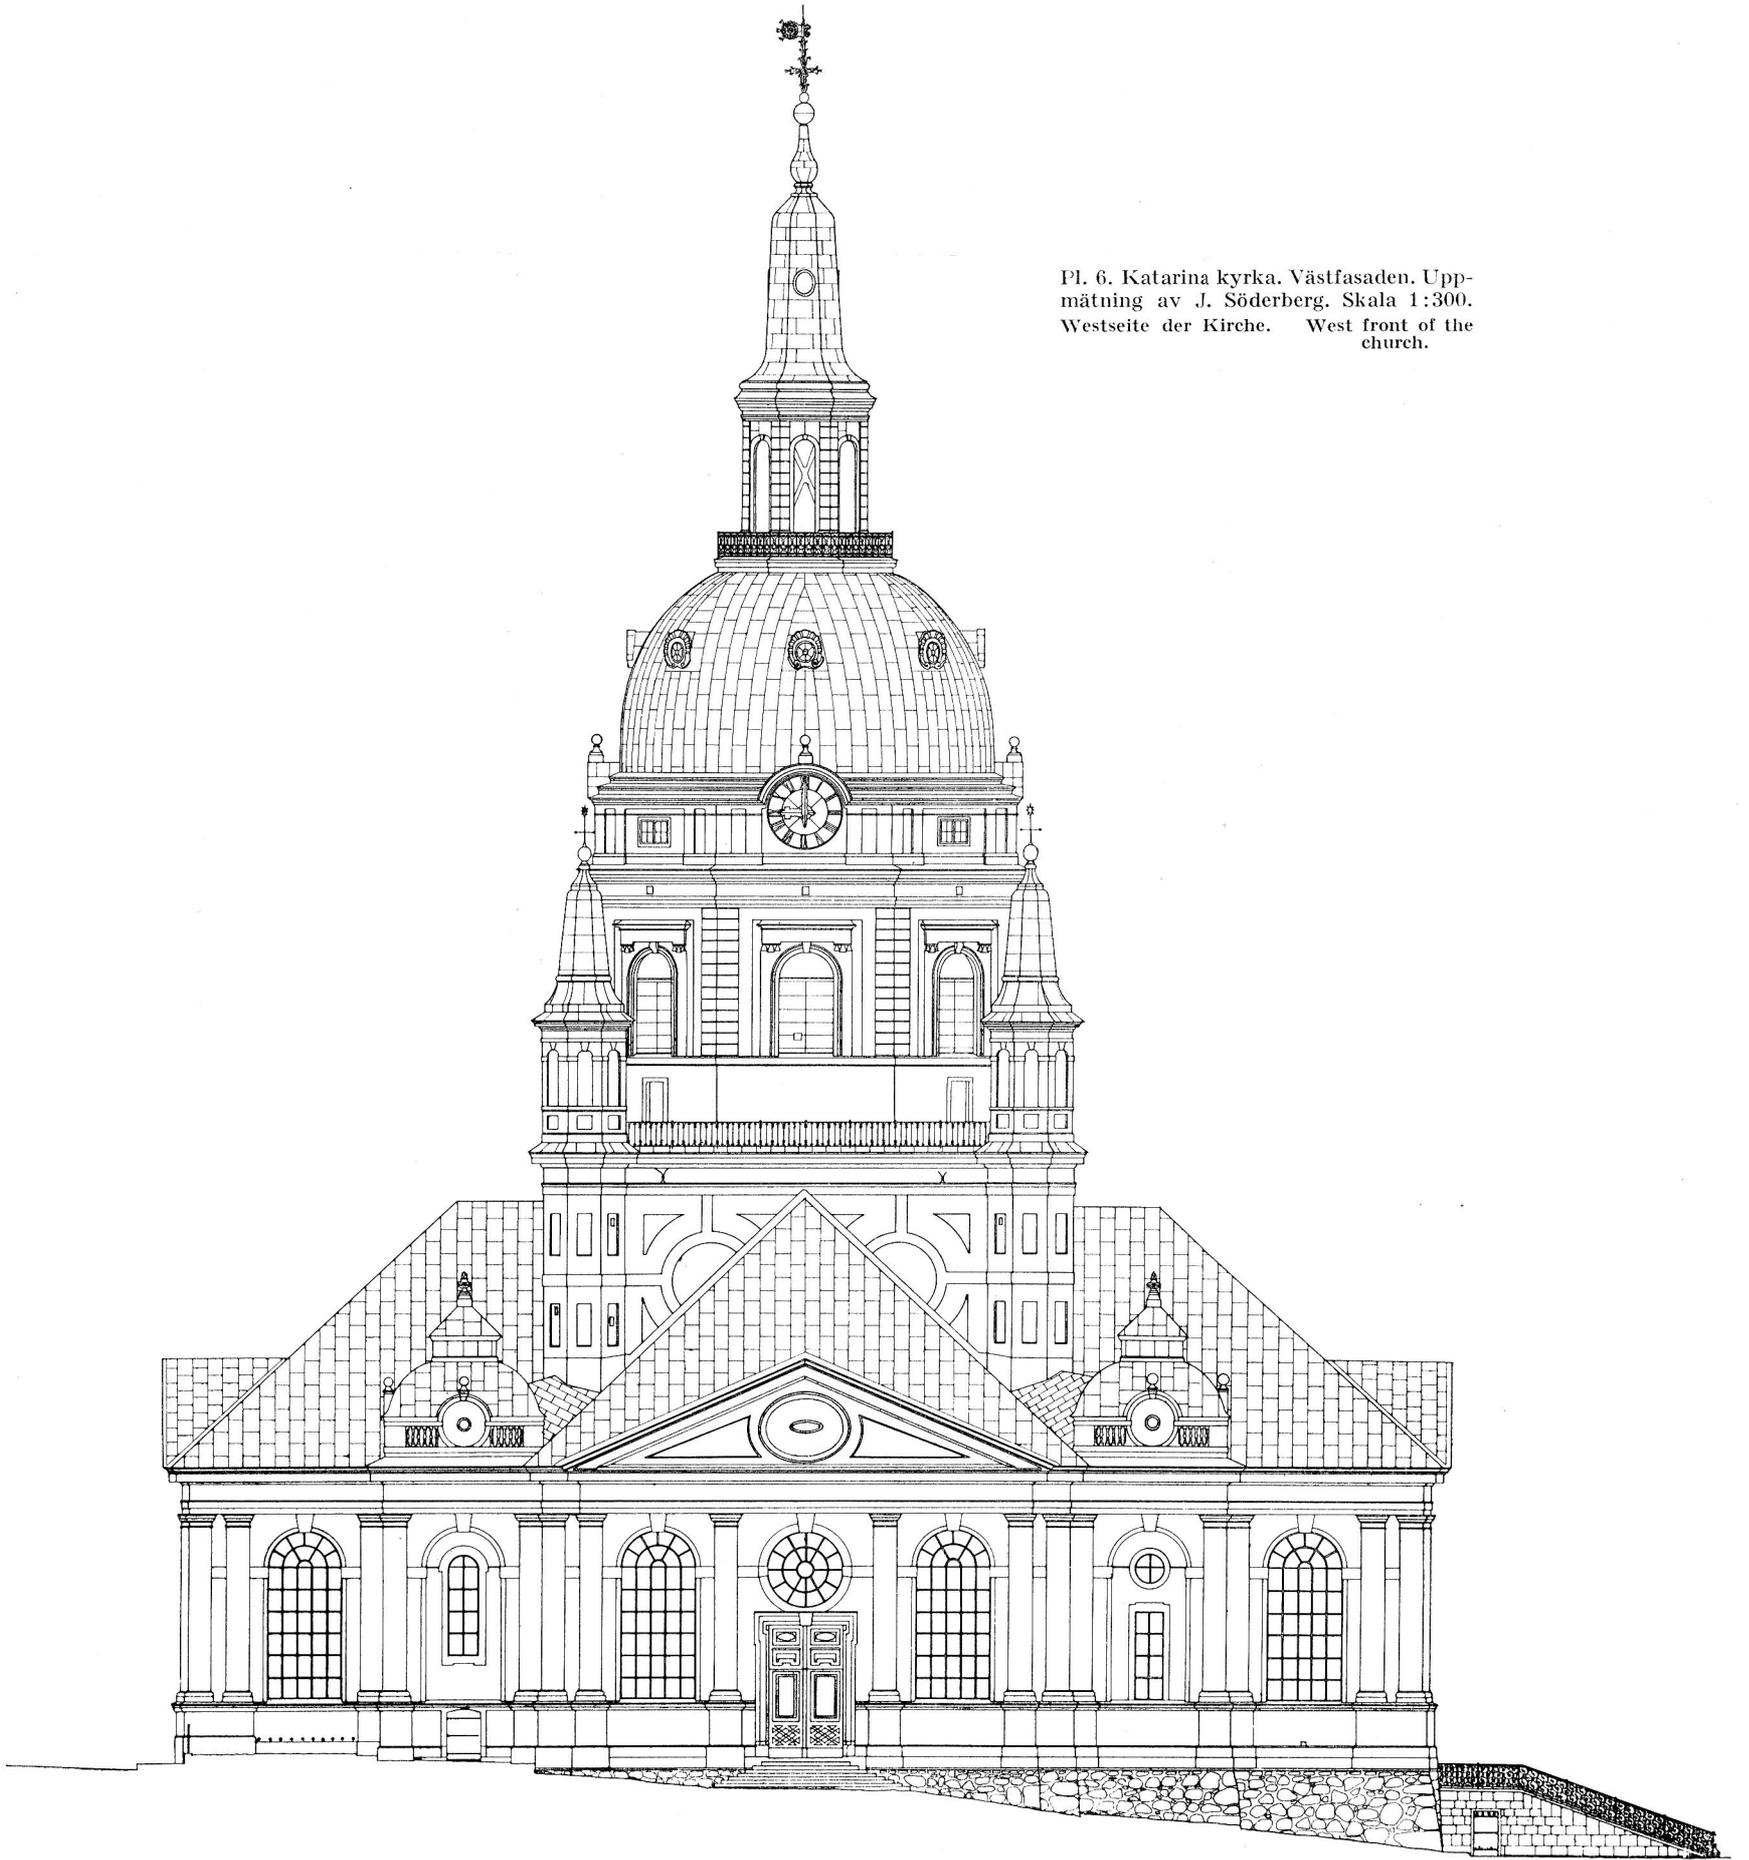 Pl. 6. Katarina kyrka. Västfasaden. Upp-
mätning av J. Söderberg. Skala 1:300.
Westseite der Kirche. West front of the
church.